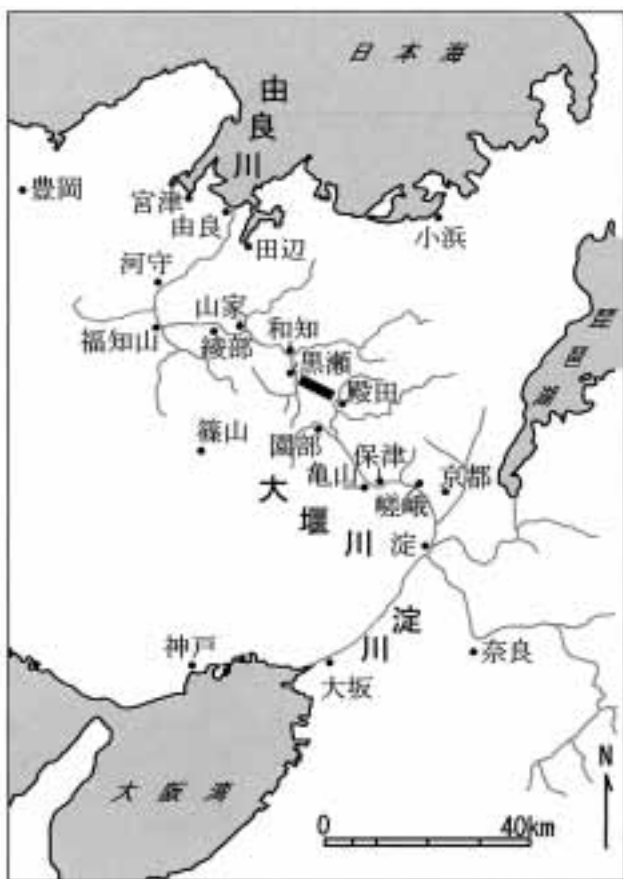 日本海
由良川
豊岡
宮津
由良
田辺
小浜
河守
山家
和知
福知山
綾部
黒瀬
殿田
琵琶湖
篠山
園部
保津
亀山
京都
嵯峨
大堰川
淀
淀川
神戸
大坂
奈良
大阪湾
N
0 40km